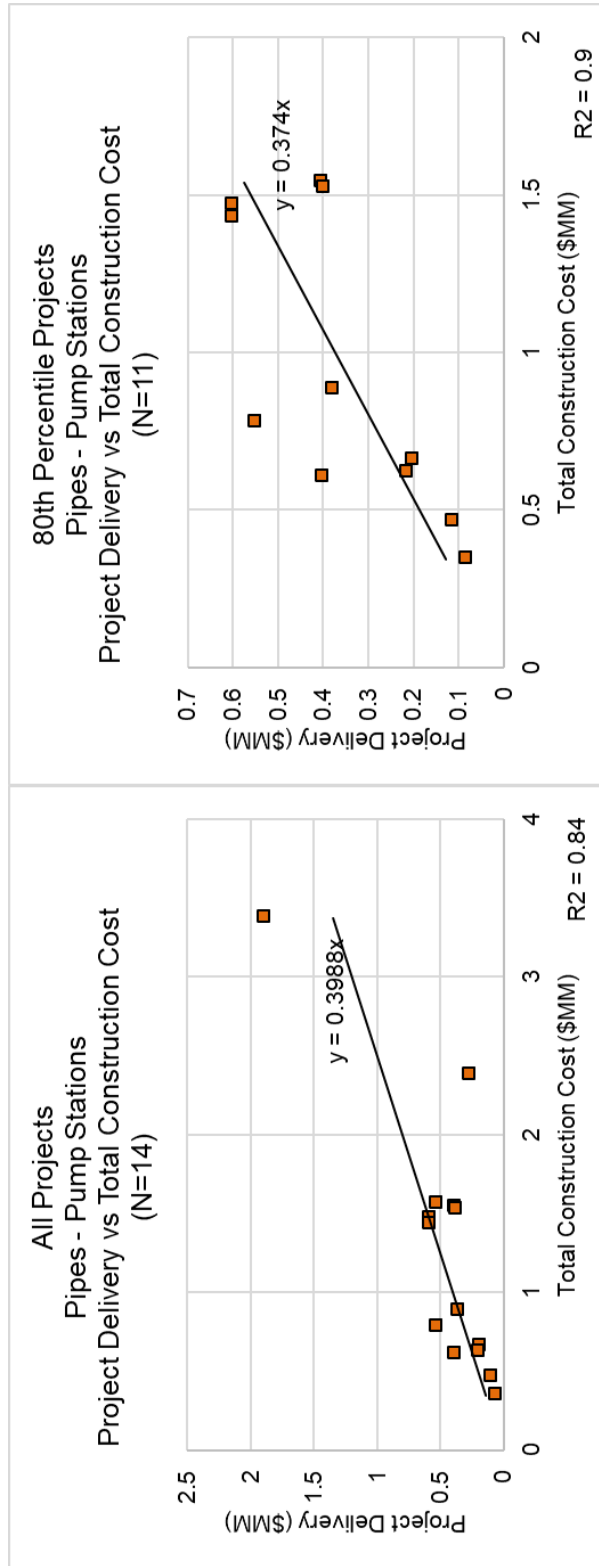 All Projects
Pipes - Pump Stations
Project Delivery vs Total Construction Cost
(N=14)
2.5
2
1.5
1
0.5
0
Project Delivery ($MM)
y = 0.3988x
0
1
2
3
4
Total Construction Cost ($MM)
R2 = 0.84
80th Percentile Projects
Pipes - Pump Stations
Project Delivery vs Total Construction Cost
(N=11)
0.7
0.6
0.5
0.4
0.3
0.2
0.1
0
Project Delivery ($MM)
y = 0.374x
0
0.5
1
1.5
2
Total Construction Cost ($MM)
R2 = 0.9